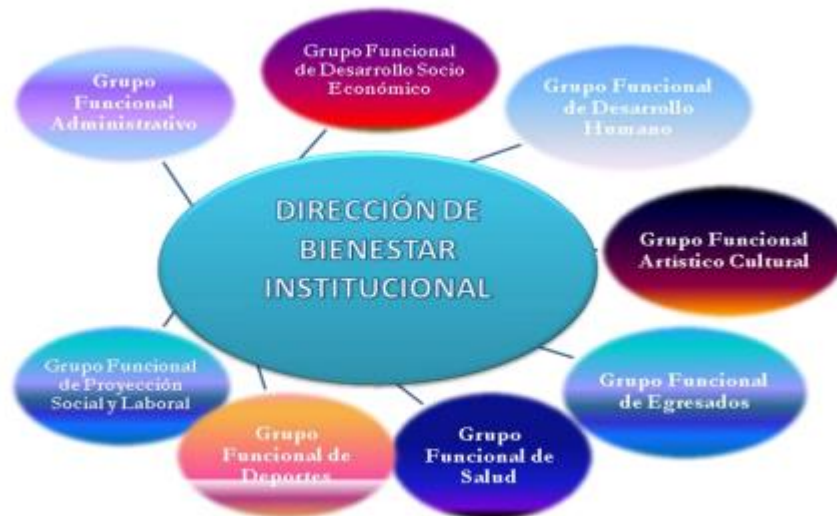 Grupo Funcional
de Desarrollo Socio
Económico
Grupo
Funcional
Administrativo
Grupo Funcional
de Desarrollo
Humano
DIRECCIÓN DE
BIENESTAR
INSTITUCIONAL
Grupo Funcional
Artístico Cultural
Grupo Funcional
de Proyección
Social y Laboral
Grupo Funcional
de Egresados
Grupo
Funcional de
Deportes
Grupo
Funcional de
Salud